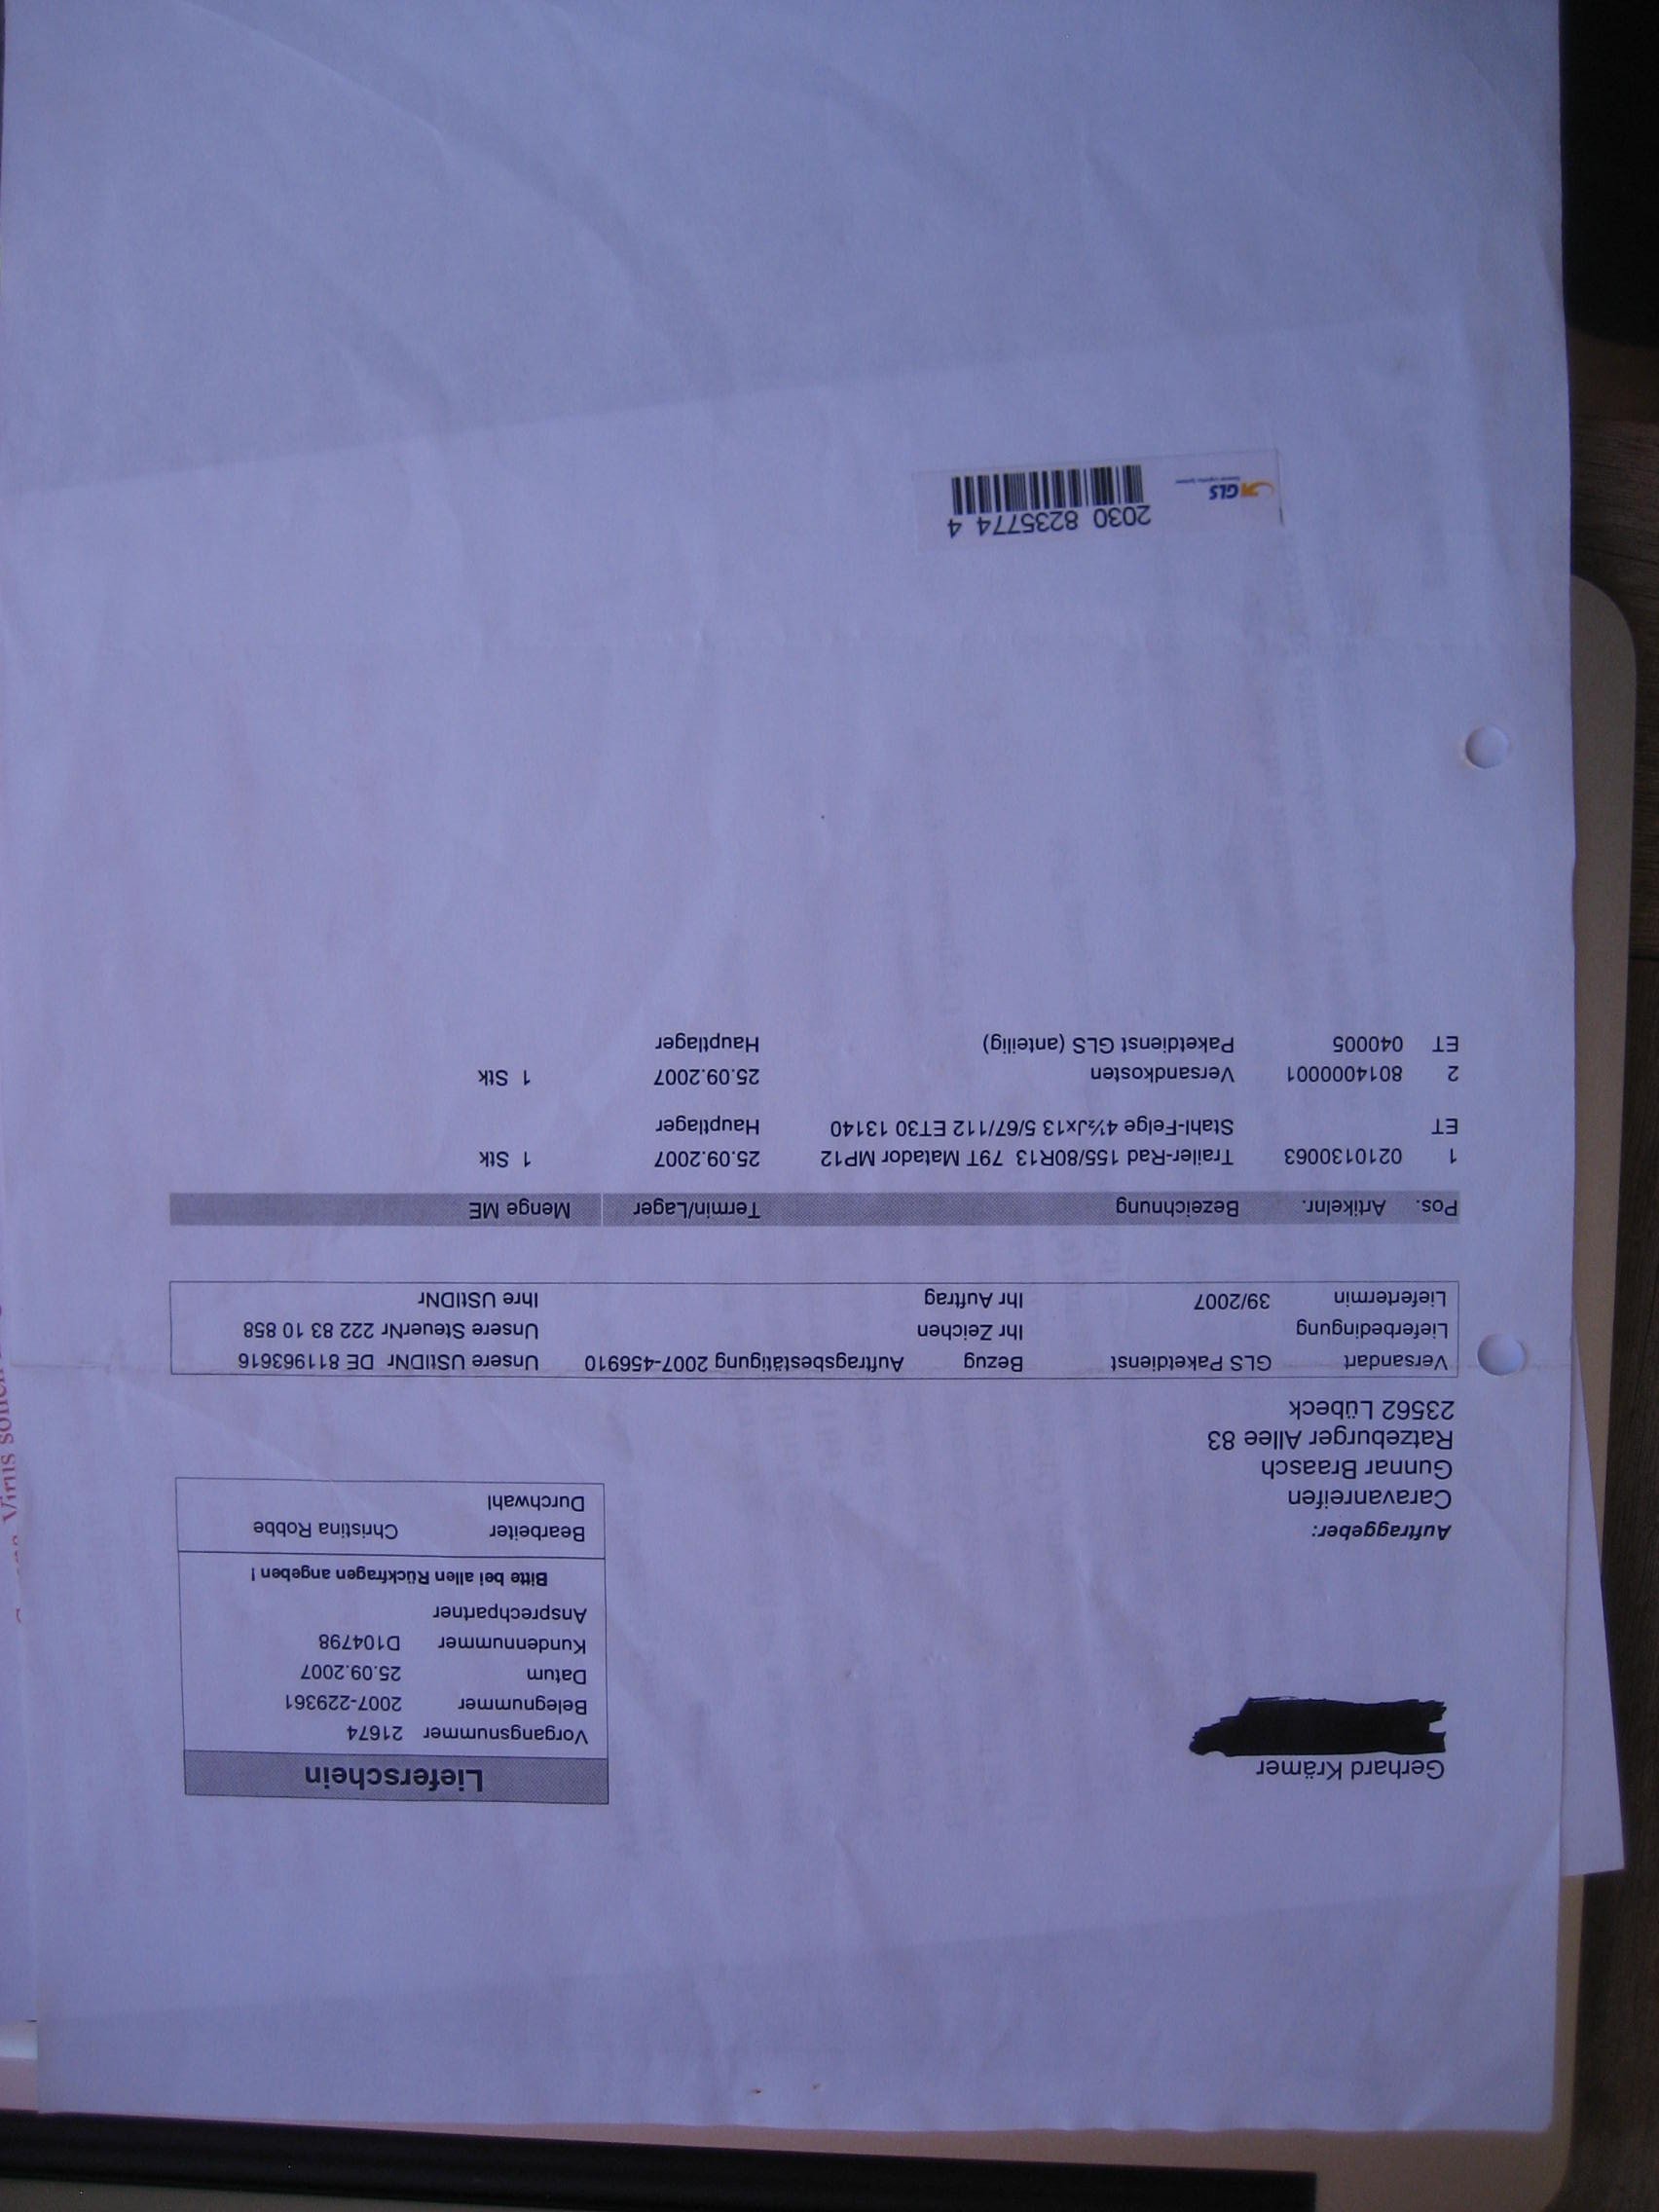 Gerhard Krämer
Lieferschein
Vorgangsnummer 21674
Belegnummer 2007-229361
Datum 25.09.2007
Kundennummer D104798
Ansprechpartner
Bitte bei allen Rückfragen angeben !
Bearbeiter Christina Robbe
Durchwahl
Auftraggeber:
Caravanreifen
Gunnar Braasch
Ratzeburger Allee 83
23562 Lübeck
Versandart GLS Paketdienst Bezug Auftragsbestätigung 2007-456910 Unsere UStIDNr DE 811963616
Lieferbedingung Ihr Zeichen Unsere SteuerNr 222 83 10 858
Liefertermin 39/2007 Ihr Auftrag Ihre UStIDNr
Pos. Artikelnr. Bezeichnung Termin/Lager Menge ME
1 0210130063 Trailer-Rad 155/80R13 79T Matador MP12 25.09.2007 1 Stk
ET Stahl-Felge 4½Jx13 5/67/112 ET30 13140 Hauptlager
2 8014000001 Versandkosten 25.09.2007 1 Stk
ET 040005 Paketdienst GLS (anteilig) Hauptlager
2030 8235774 4
GLS
Virus